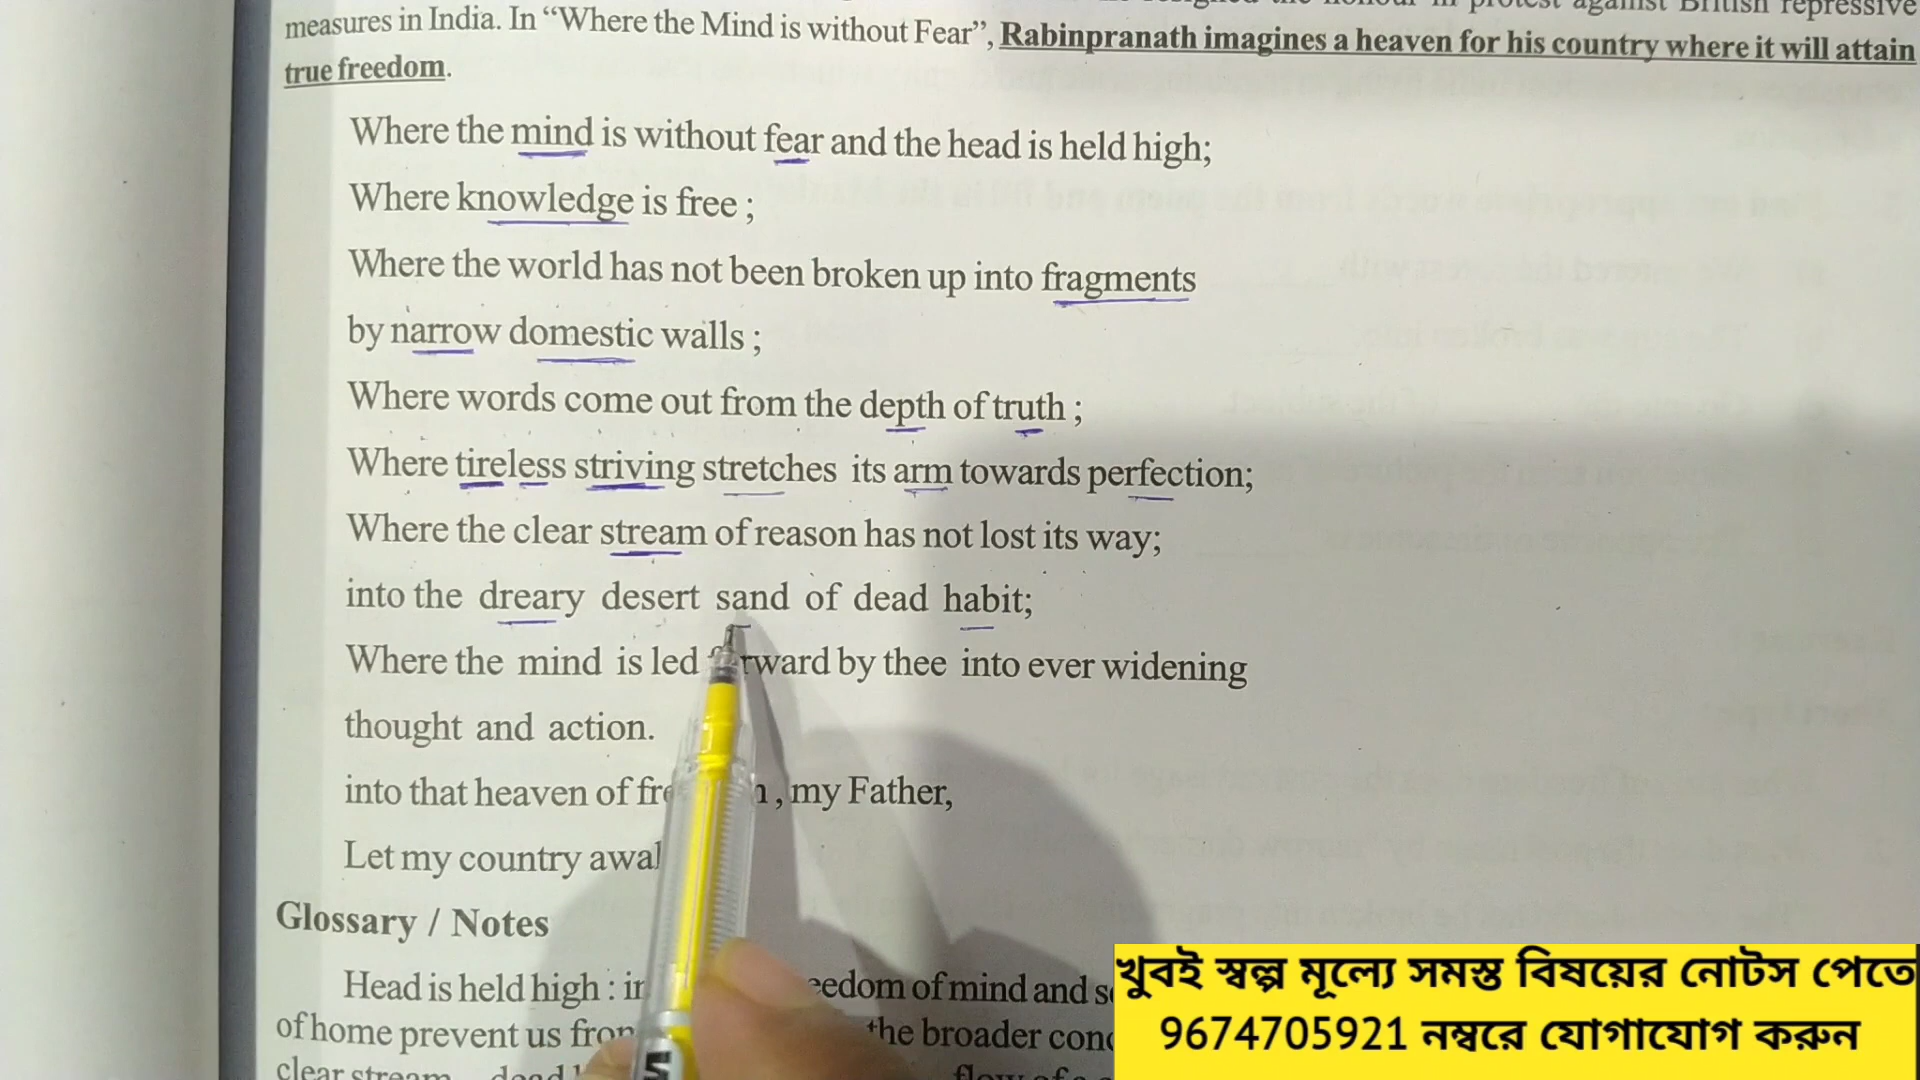 measures in India. In “Where the Mind is without Fear”, Rabinpranath imagines a heaven for his country where it will attain
true freedom.
Where the mind is without fear and the head is held high;
Where knowledge is free ;
Where the world has not been broken up into fragments
by narrow domestic walls ;
Where words come out from the depth of truth ;
Where tireless striving stretches its arm towards perfection;
Where the clear stream of reason has not lost its way;
into the dreary desert sand of dead habit;
Where the mind is led forward by thee into ever widening
thought and action.
into that heaven of , my Father,
Let my country
Glossary / Notes
Head is held high : of mind and
of home prevent us the broader
clear stream
খুবই স্বল্প মূল্যে সমস্ত বিষয়ের নোটস পেতে
9674705921 নম্বরে যোগাযোগ করুন